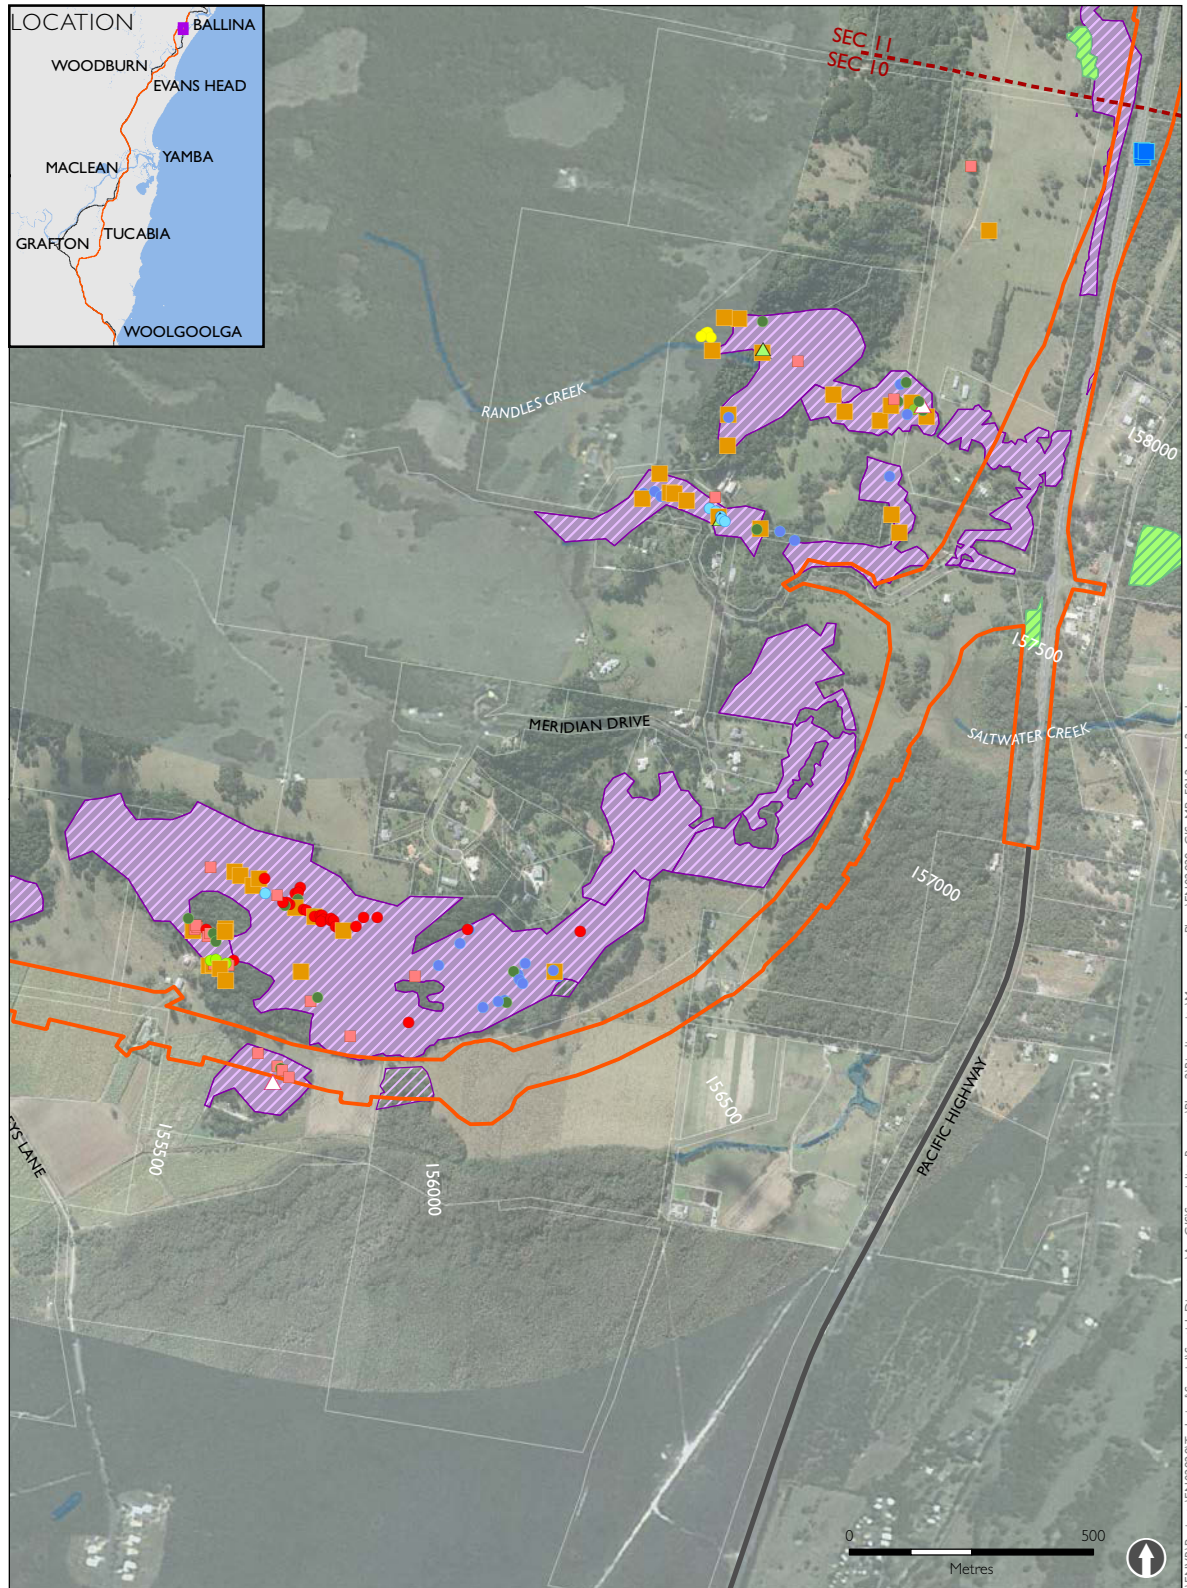 LOCATION
BALLINA
WOODBURN
EVANS HEAD
YAMBA
MACLEAN
TUCABIA
GRAFTON
WOOLGOOLGA
SEC 11
SEC 10
RANDLES CREEK
158000
157500
SALTWATER CREEK
MERIDIAN DRIVE
157000
156500
PACIFIC HIGHWAY
155500
156000
YS LANE
0 500
Metres